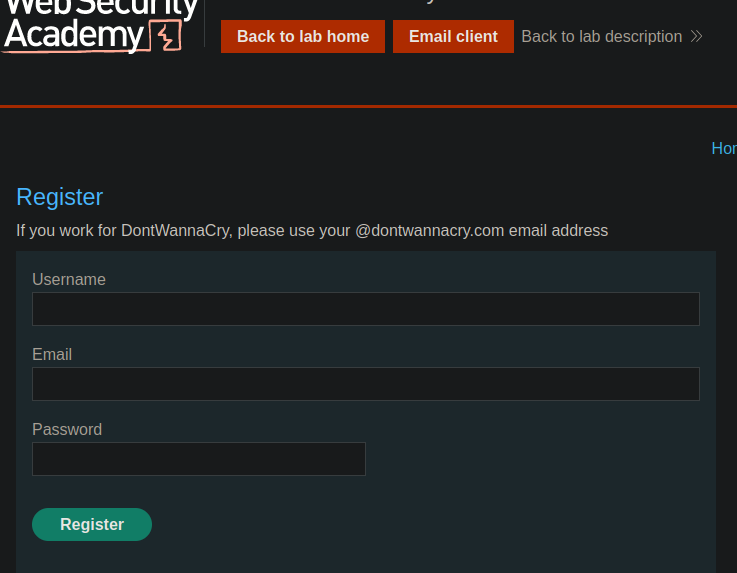 Web Security
Academy
Back to lab home
Email client
Back to lab description
Register
If you work for DontWannaCry, please use your @dontwannacry.com email address
Username
Email
Password
Register